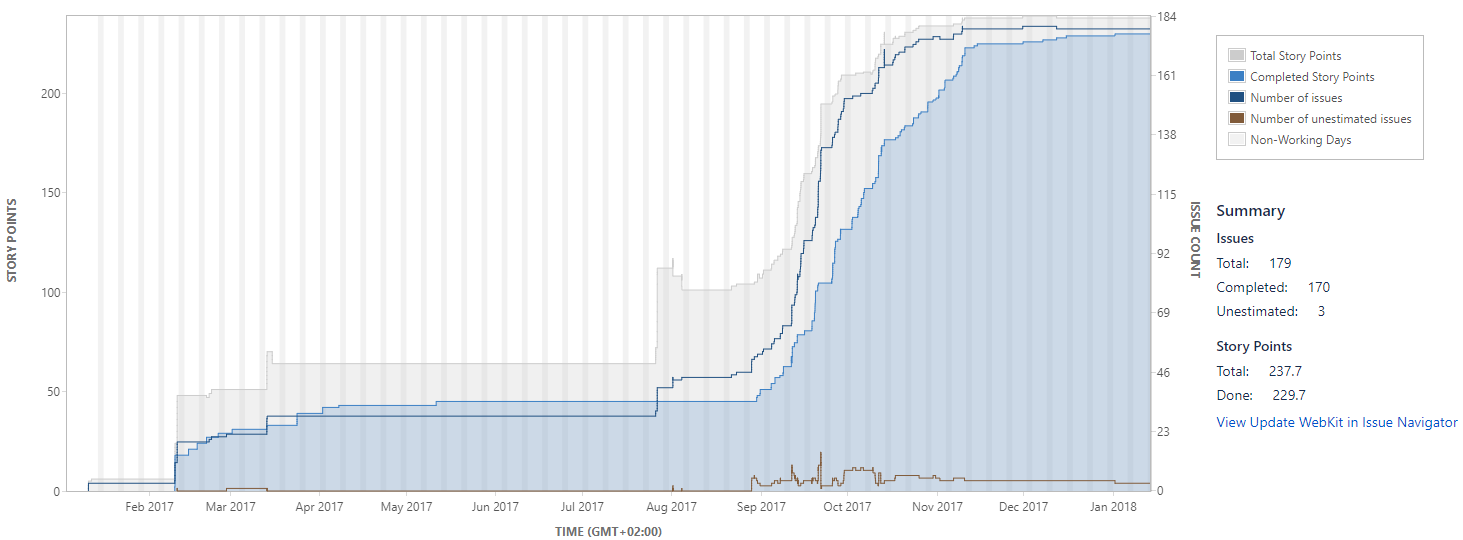 STORY POINTS
200
150
100
50
0
184
161
138
115
92
69
46
23
0
ISSUE COUNT
Feb 2017 Mar 2017 Apr 2017 May 2017 Jun 2017 Jul 2017 Aug 2017 Sep 2017 Oct 2017 Nov 2017 Dec 2017 Jan 2018
TIME (GMT+02:00)
Total Story Points
Completed Story Points
Number of issues
Number of unestimated issues
Non-Working Days
Summary
Issues
Total: 179
Completed: 170
Unestimated: 3
Story Points
Total: 237.7
Done: 229.7
View Update WebKit in Issue Navigator